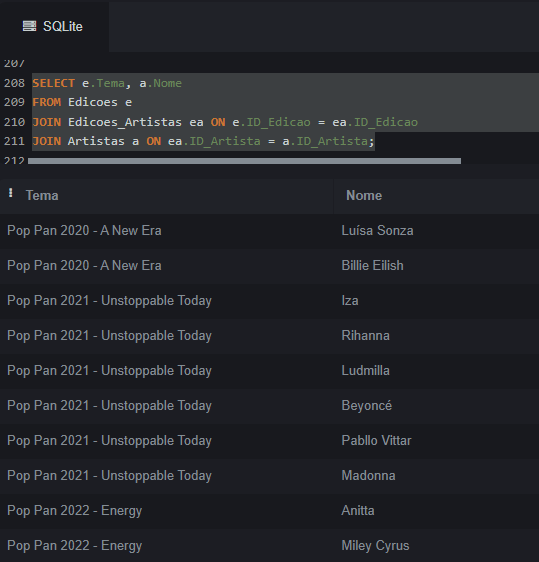 SQLite
207
208 SELECT e.Tema, a.Nome
209 FROM Edicoes e
210 JOIN Edicoes_Artistas ea ON e.ID_Edicao = ea.ID_Edicao
211 JOIN Artistas a ON ea.ID_Artista = a.ID_Artista;
212
Tema Nome
Pop Pan 2020 - A New Era Luísa Sonza
Pop Pan 2020 - A New Era Billie Eilish
Pop Pan 2021 - Unstoppable Today Iza
Pop Pan 2021 - Unstoppable Today Rihanna
Pop Pan 2021 - Unstoppable Today Ludmilla
Pop Pan 2021 - Unstoppable Today Beyoncé
Pop Pan 2021 - Unstoppable Today Pabllo Vittar
Pop Pan 2021 - Unstoppable Today Madonna
Pop Pan 2022 - Energy Anitta
Pop Pan 2022 - Energy Miley Cyrus